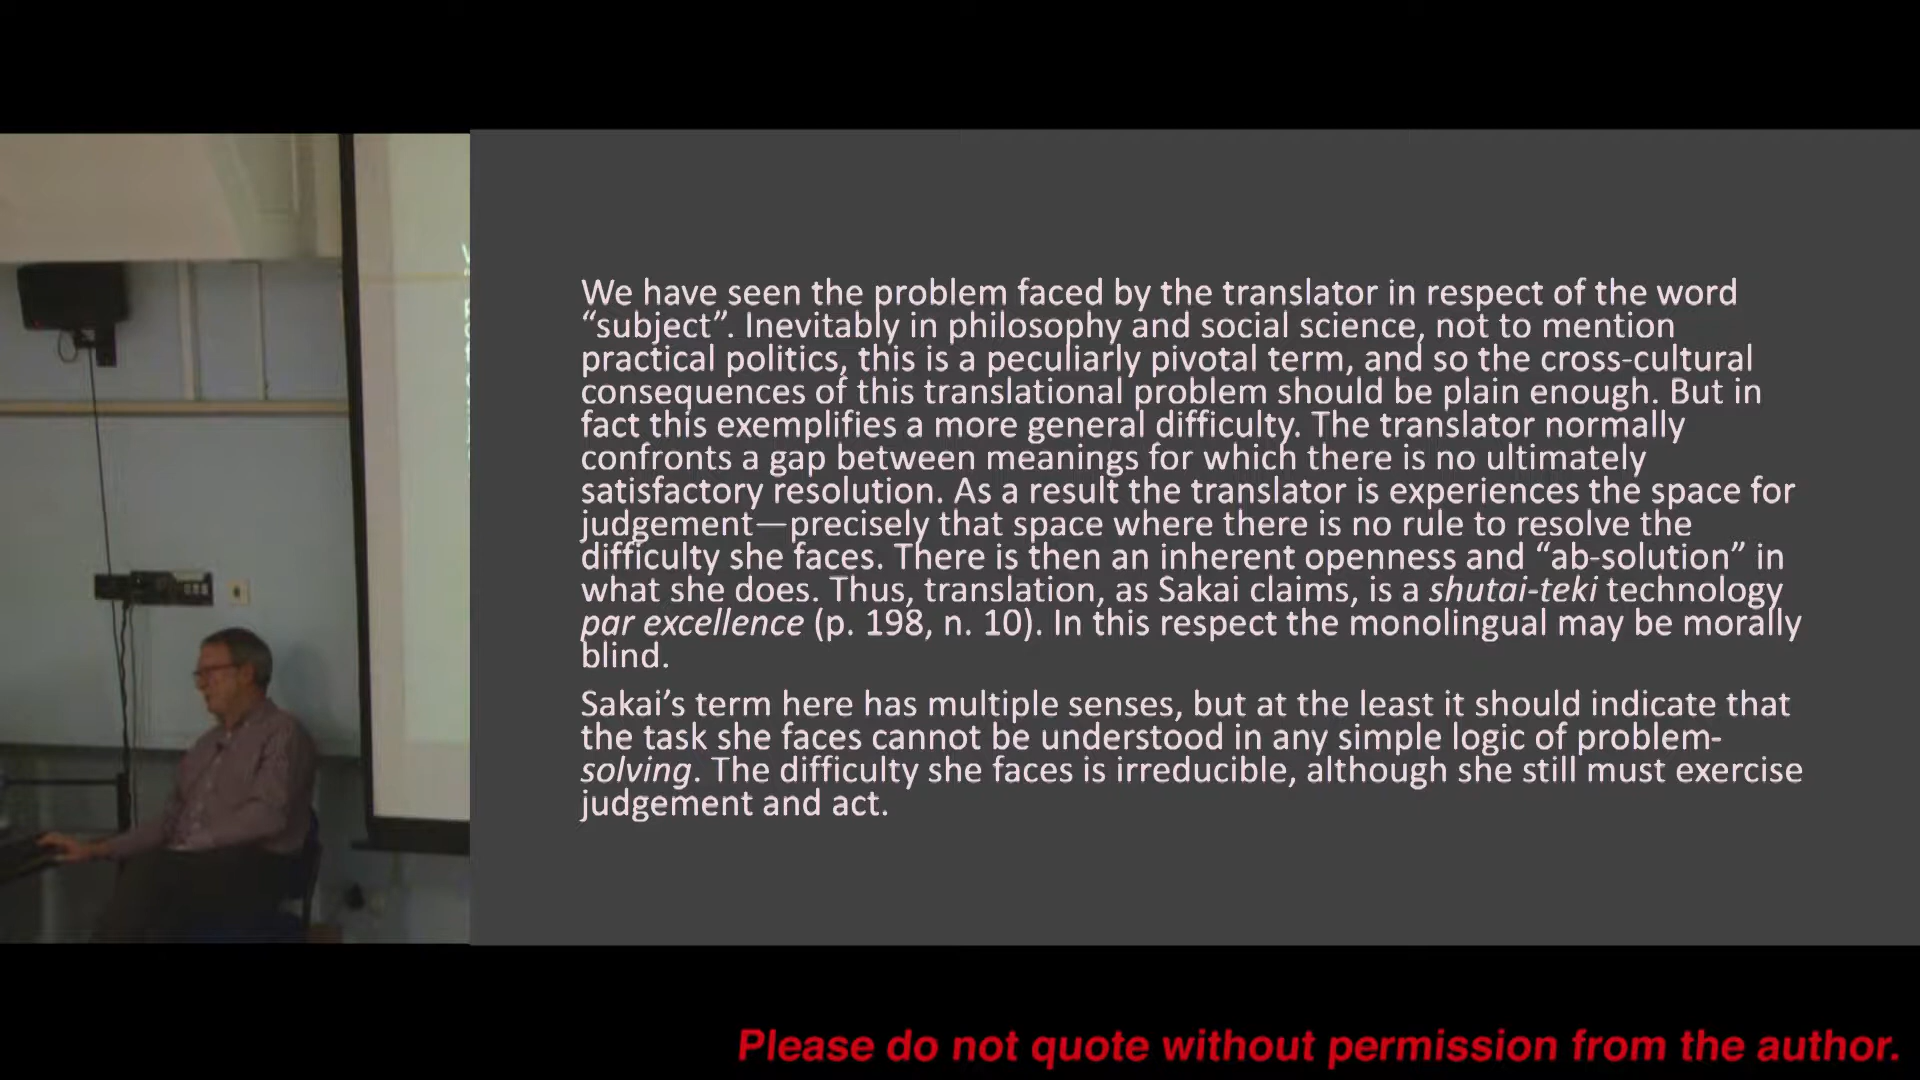 We have seen the problem faced by the translator in respect of the word
“subject”. Inevitably in philosophy and social science, not to mention
practical politics, this is a peculiarly pivotal term, and so the cross-cultural
consequences of this translational problem should be plain enough. But in
fact this exemplifies a more general difficulty. The translator normally
confronts a gap between meanings for which there is no ultimately
satisfactory resolution. As a result the translator is experiences the space for
judgement—precisely that space where there is no rule to resolve the
difficulty she faces. There is then an inherent openness and “ab-solution” in
what she does. Thus, translation, as Sakai claims, is a shutai-teki technology
par excellence (p. 198, n. 10). In this respect the monolingual may be morally
blind.
Sakai’s term here has multiple senses, but at the least it should indicate that
the task she faces cannot be understood in any simple logic of problem-
solving. The difficulty she faces is irreducible, although she still must exercise
judgement and act.
Please do not quote without permission from the author.